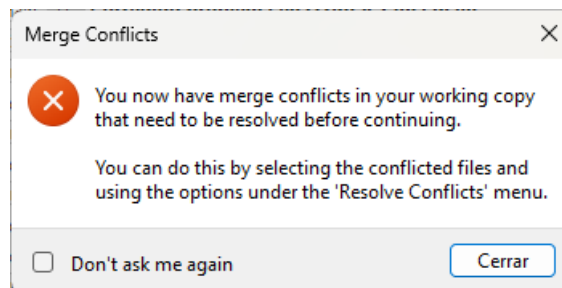 Merge Conflicts
You now have merge conflicts in your working copy
that need to be resolved before continuing.
You can do this by selecting the conflicted files and
using the options under the 'Resolve Conflicts' menu.
Don't ask me again
Cerrar